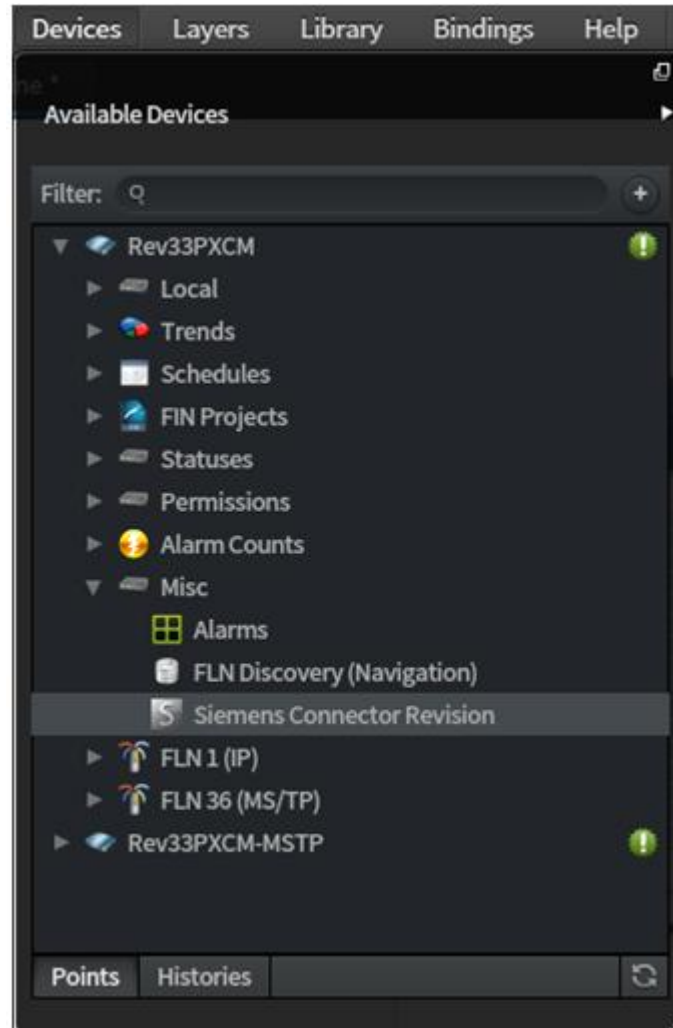 Devices Layers Library Bindings Help
Available Devices
Filter:
Rev33PXCM
Local
Trends
Schedules
FIN Projects
Statuses
Permissions
Alarm Counts
Misc
Alarms
FLN Discovery (Navigation)
Siemens Connector Revision
FLN 1 (IP)
FLN 36 (MS/TP)
Rev33PXCM-MSTP
Points Histories